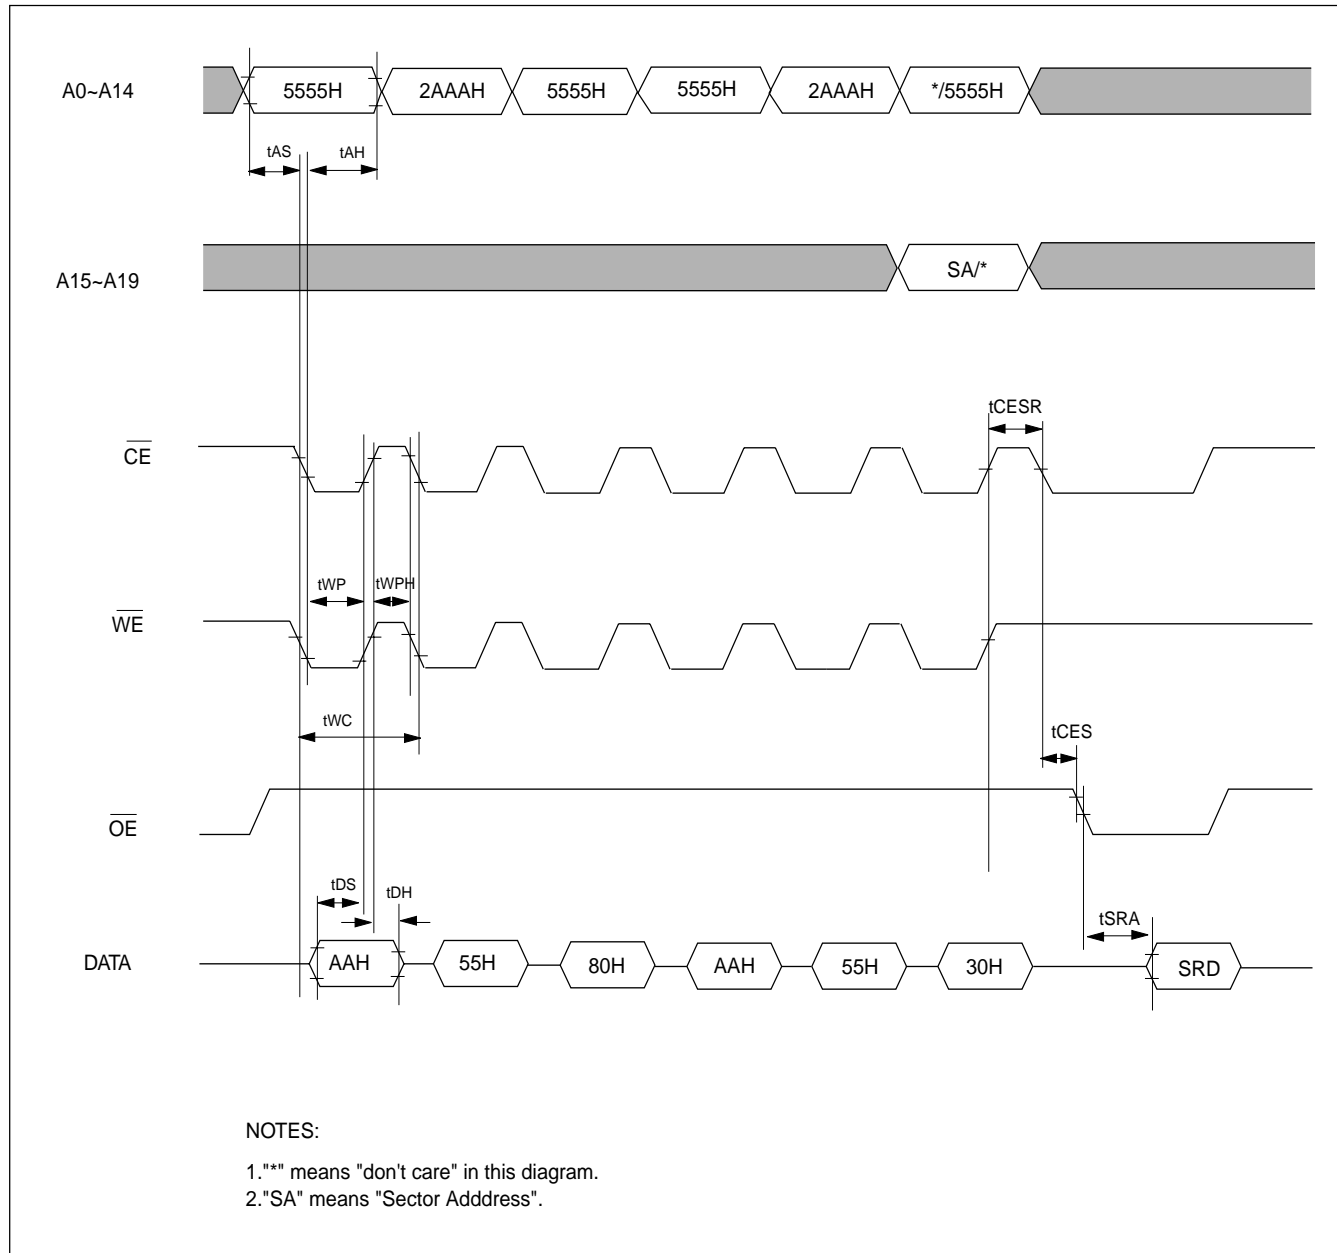 A0~A14 5555H 2AAAH 5555H 5555H 2AAAH */5555H
tAS tAH
A15~A19 SA/*
tCESR
CE
tWP tWPH
WE
tWC
tCES
OE
tDS tDH
tSRA
DATA AAH 55H 80H AAH 55H 30H SRD
NOTES:
1."*" means "don't care" in this diagram.
2."SA" means "Sector Adddress".